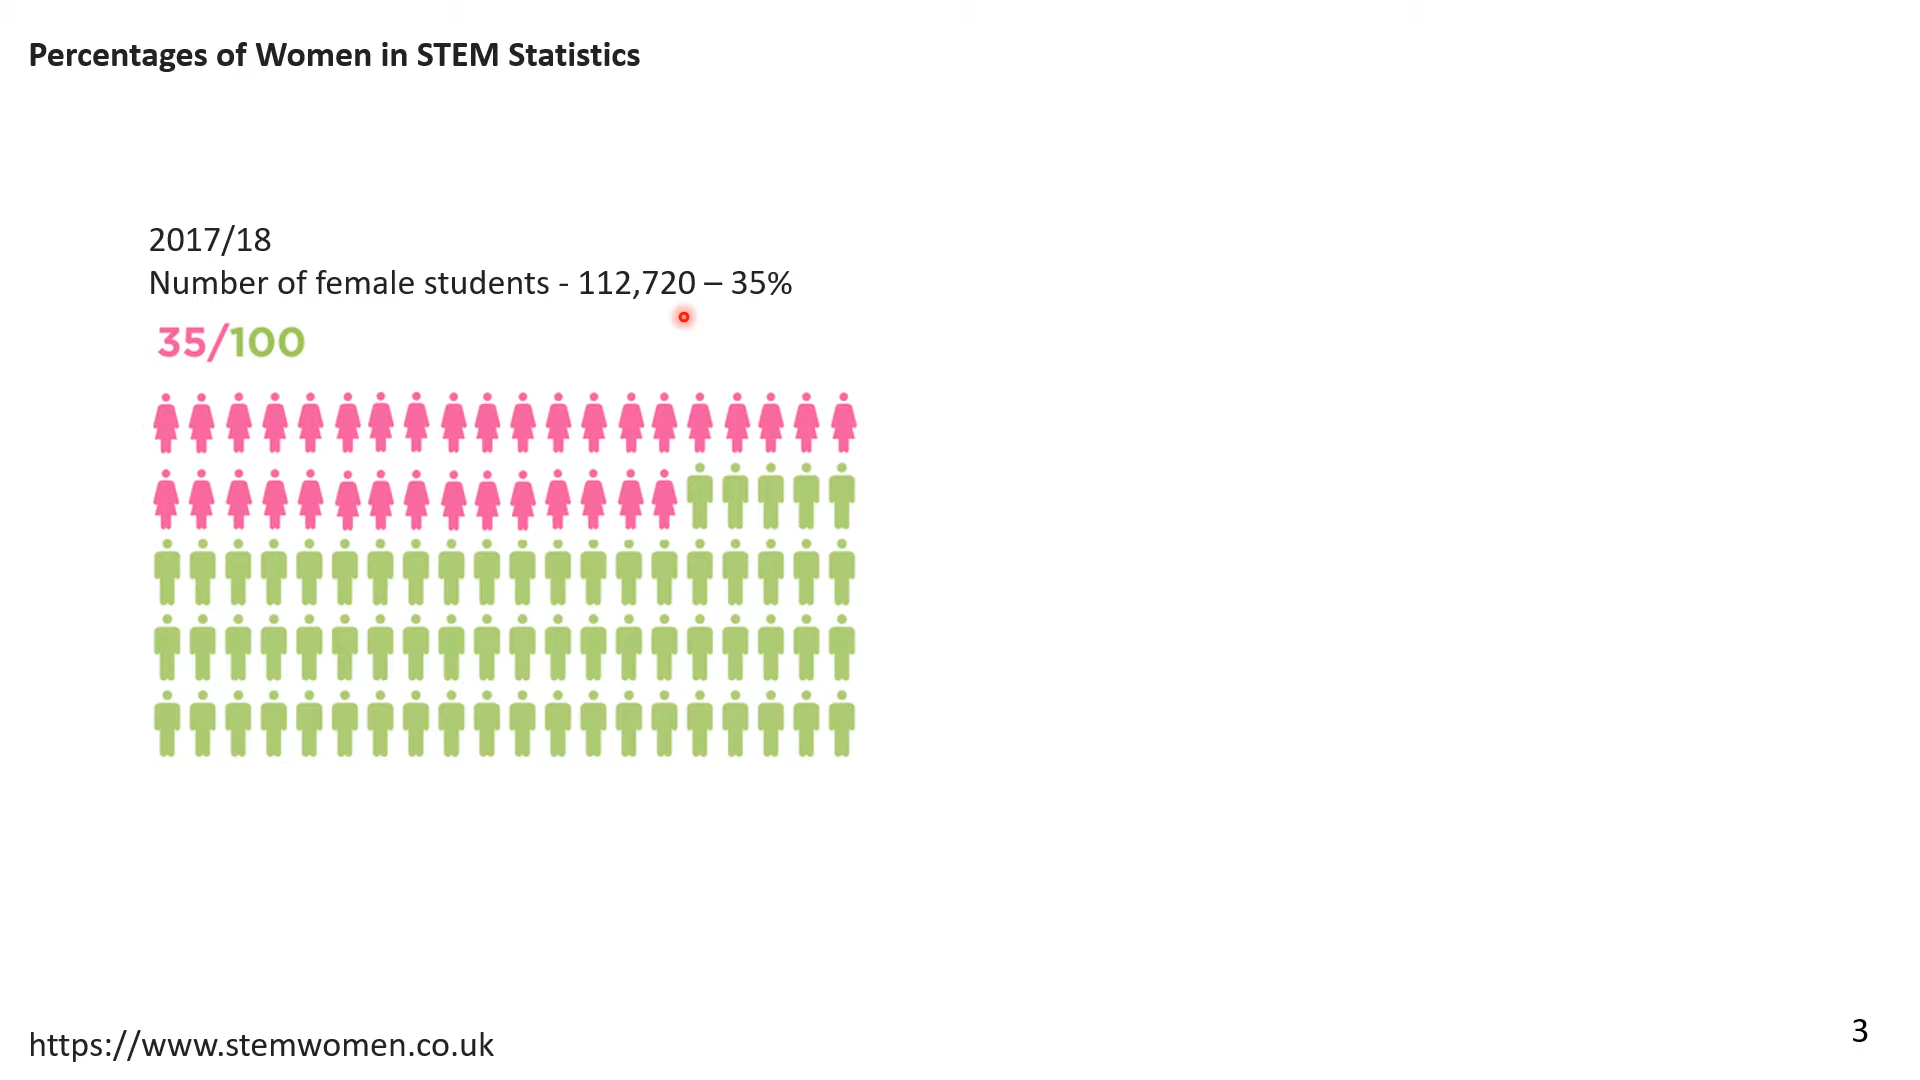 Percentages of Women in STEM Statistics
2017/18
Number of female students - 112,720 – 35%
35/100
https://www.stemwomen.co.uk
3